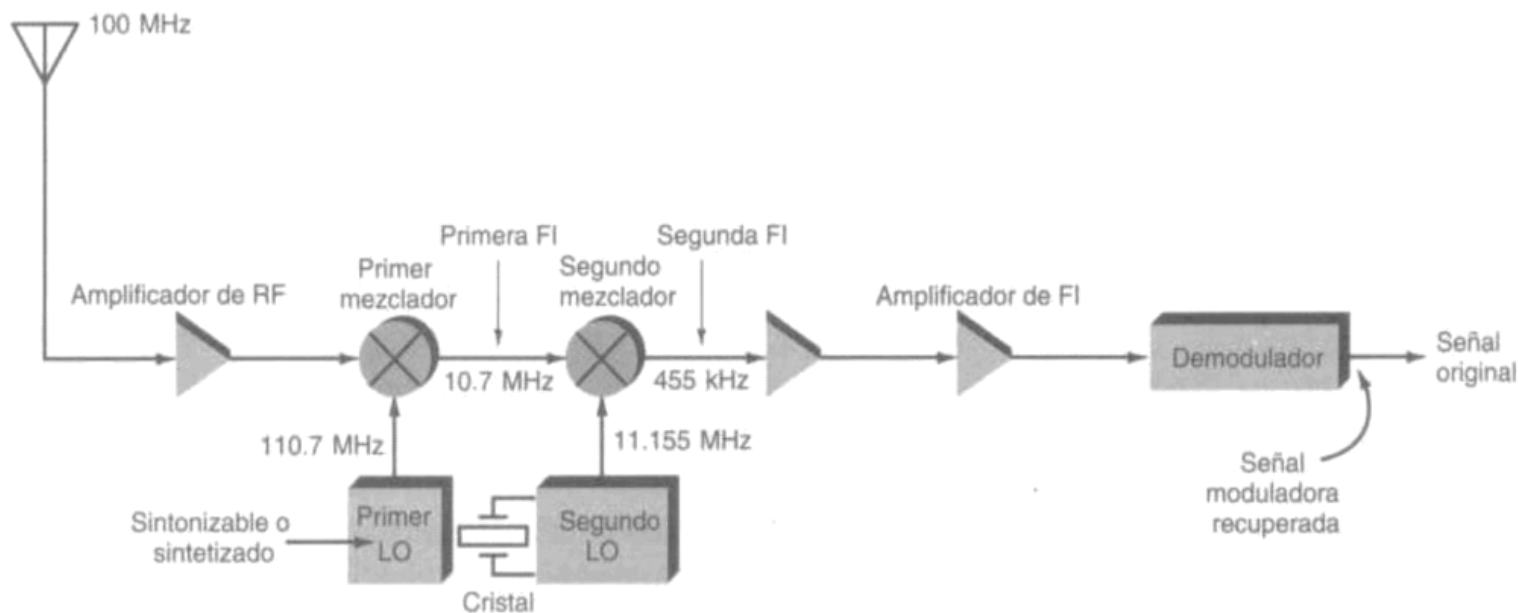 100 MHz
Primera FI
Segunda FI
Primer
mezclador
Segundo
mezclador
Amplificador de RF
Amplificador de FI
10.7 MHz
455 kHz
Demodulador
Señal
original
110.7 MHz
11.155 MHz
Señal
moduladora
recuperada
Sintonizable o
sintetizado
Primer
LO
Segundo
LO
Cristal